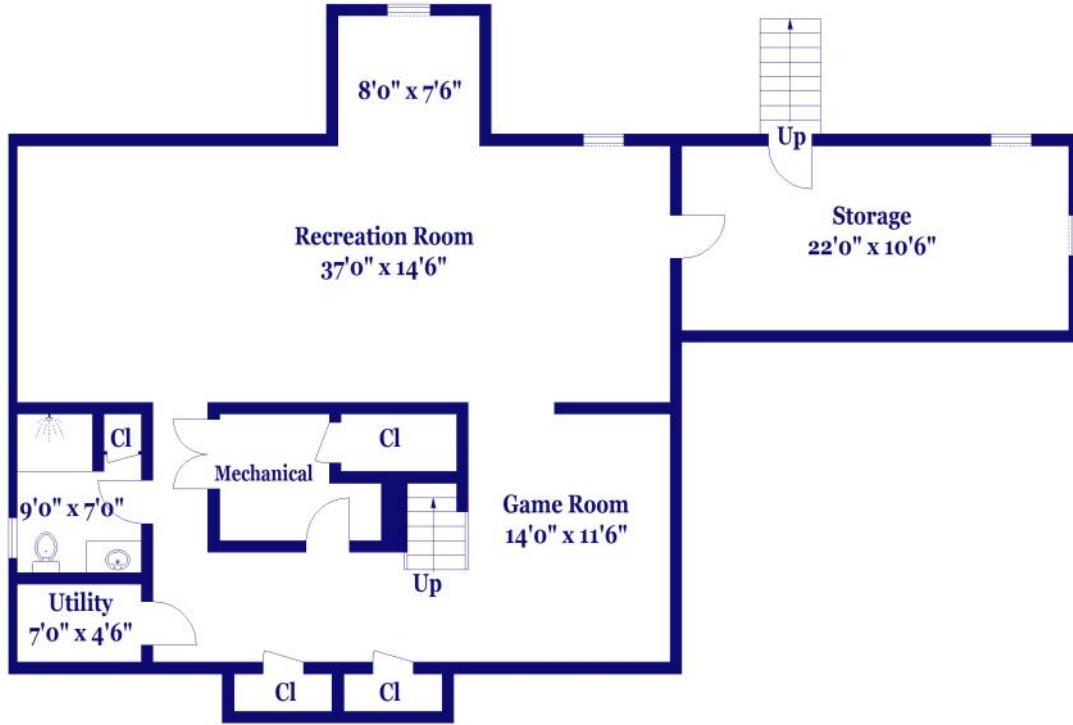 8'0" x 7'6"
Up
Recreation Room
37'0" x 14'6"
Storage
22'0" x 10'6"
Cl
Cl
Mechanical
9'0" x 7'0"
Game Room
14'0" x 11'6"
Up
Utility
7'0" x 4'6"
Cl
Cl